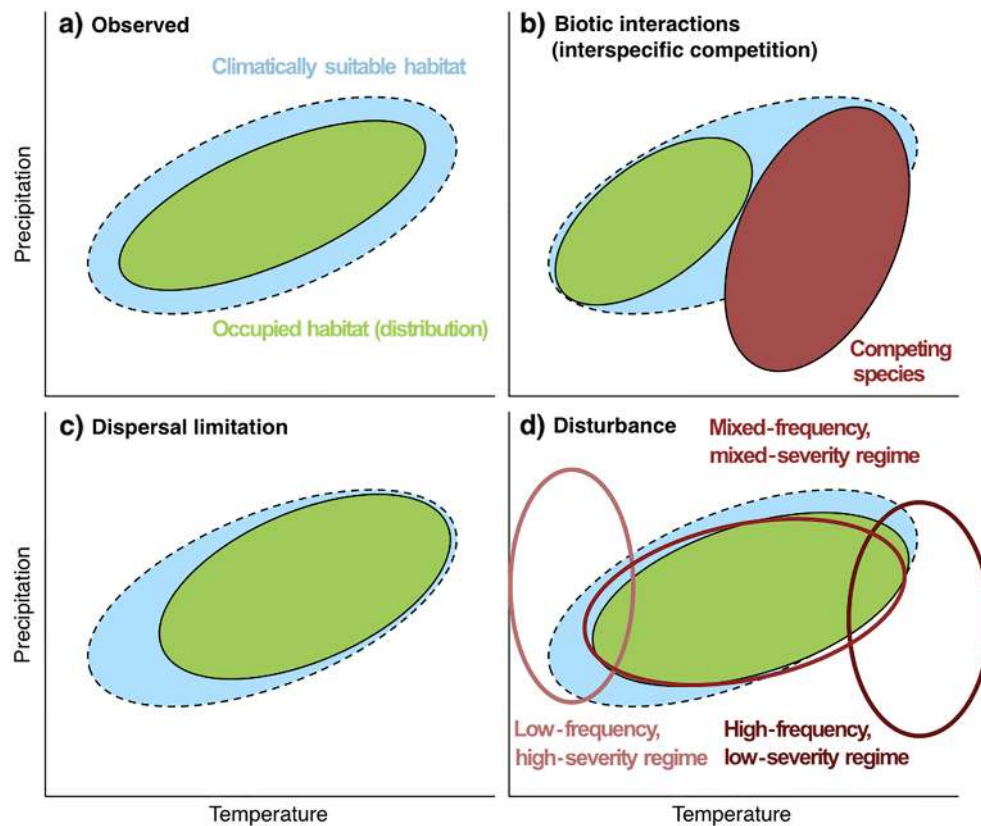 a) Observed
Climatically suitable habitat
Occupied habitat (distribution)
Precipitation
b) Biotic interactions
(interspecific competition)
Competing
species
c) Dispersal limitation
Precipitation
Temperature
d) Disturbance
Mixed-frequency,
mixed-severity regime
Low-frequency,
high-severity regime
High-frequency,
low-severity regime
Temperature